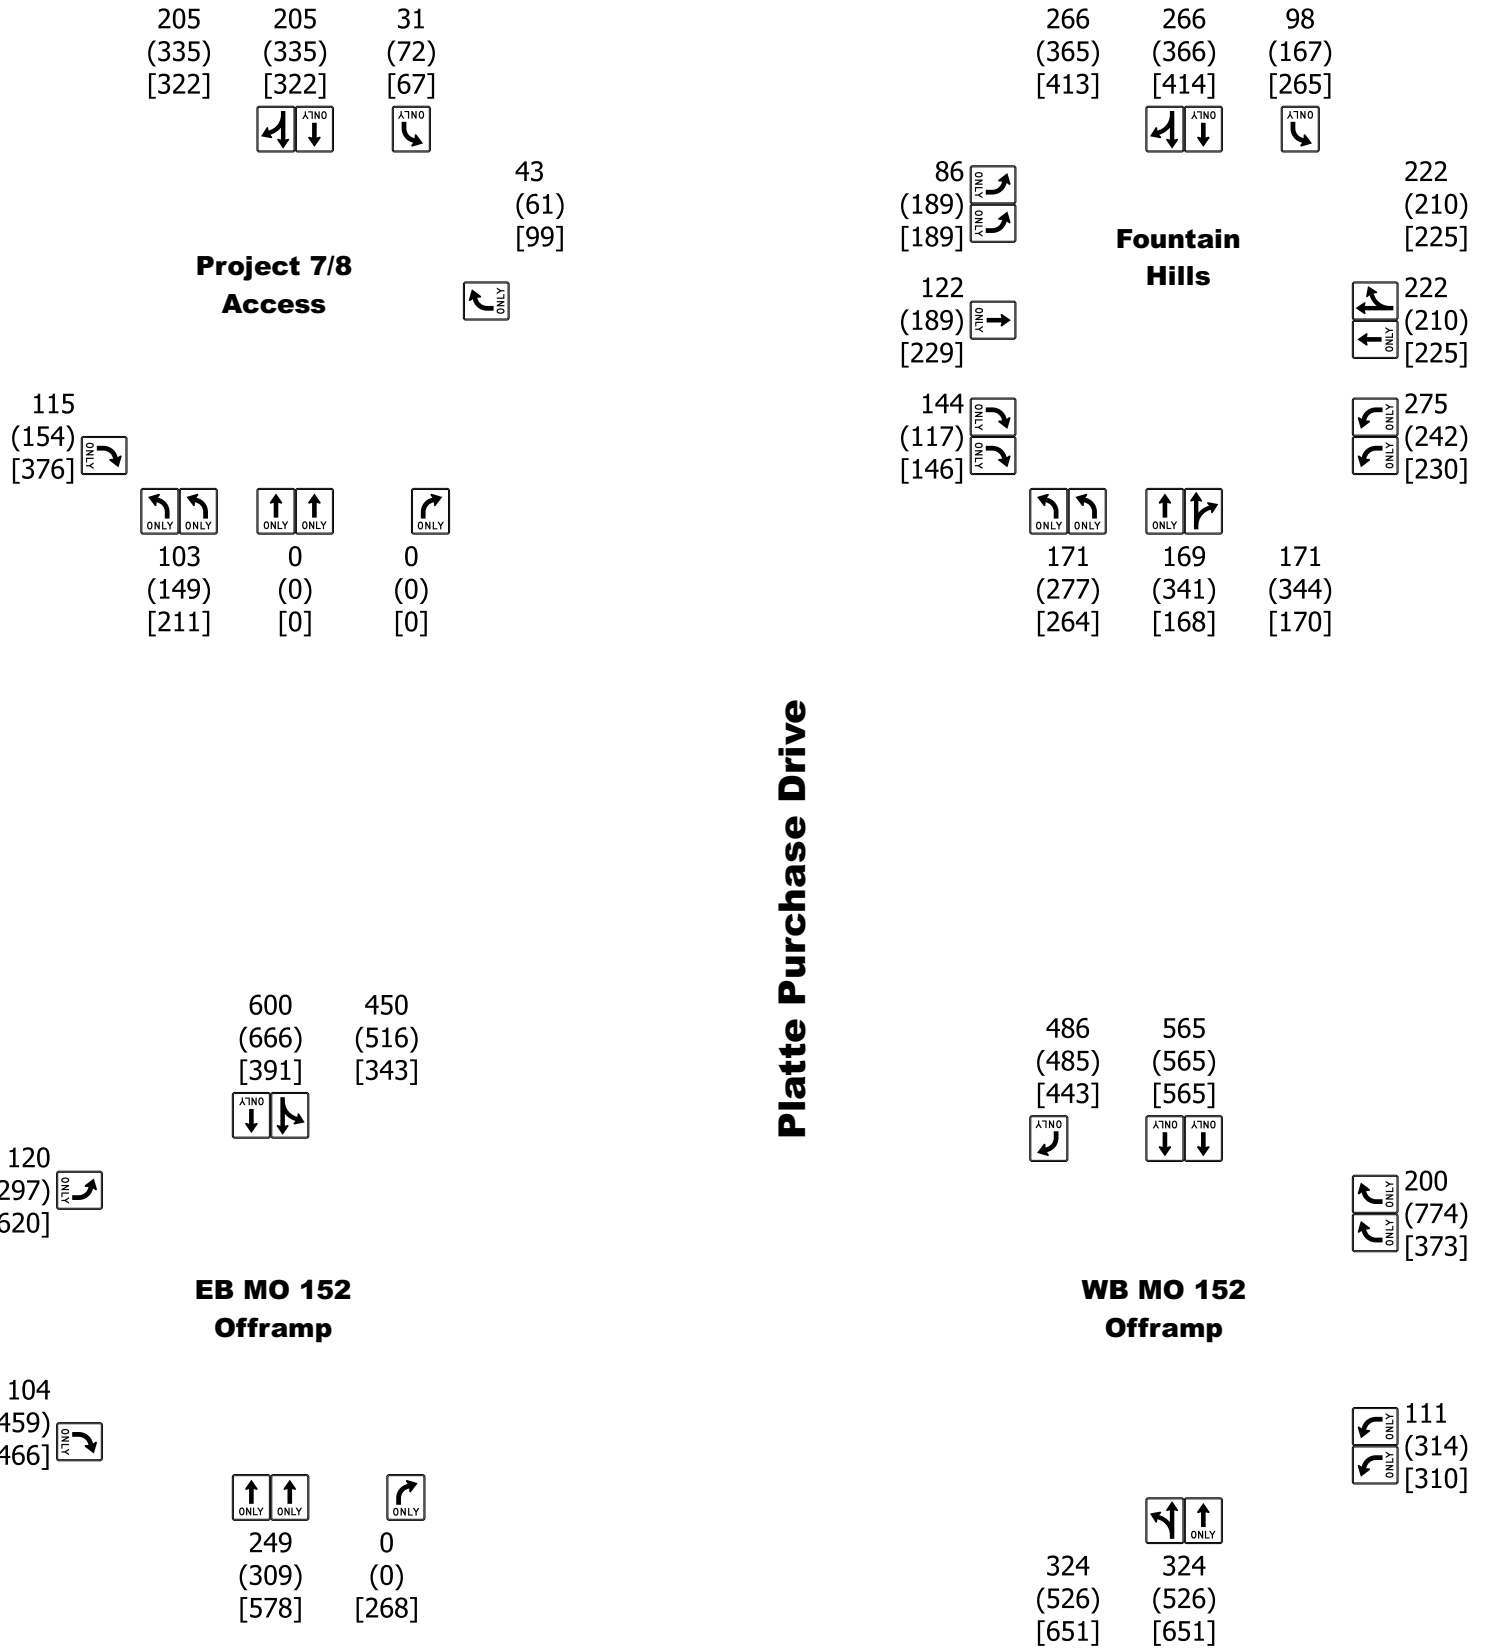 205 205 31
(335) (335) (72)
[322] [322] [67]
ONLY ONLY
43
(61)
[99]
Project 7/8
Access
ONLY
115
(154)
[376]
ONLY
ONLY ONLY ONLY ONLY ONLY
103 0 0
(149) (0) (0)
[211] [0] [0]
266 266 98
(365) (366) (167)
[413] [414] [265]
ONLY ONLY
86
(189)
[189]
ONLY
ONLY
222
(210)
[225]
Fountain
Hills
122
(189)
[229]
ONLY
222
(210)
[225]
ONLY
144
(117)
[146]
ONLY
ONLY
275
(242)
[230]
ONLY
ONLY
ONLY ONLY ONLY
171 169 171
(277) (341) (344)
[264] [168] [170]
Platte Purchase Drive
600 450
(666) (516)
[391] [343]
ONLY
120
297)
620]
ONLY
EB MO 152
Offramp
104
459)
466]
ONLY
ONLY ONLY ONLY
249 0
(309) (0)
[578] [268]
486 565
(485) (565)
[443] [565]
ONLY ONLY ONLY
200
(774)
[373]
ONLY
ONLY
WB MO 152
Offramp
111
(314)
[310]
ONLY
ONLY
ONLY
324 324
(526) (526)
[651] [651]